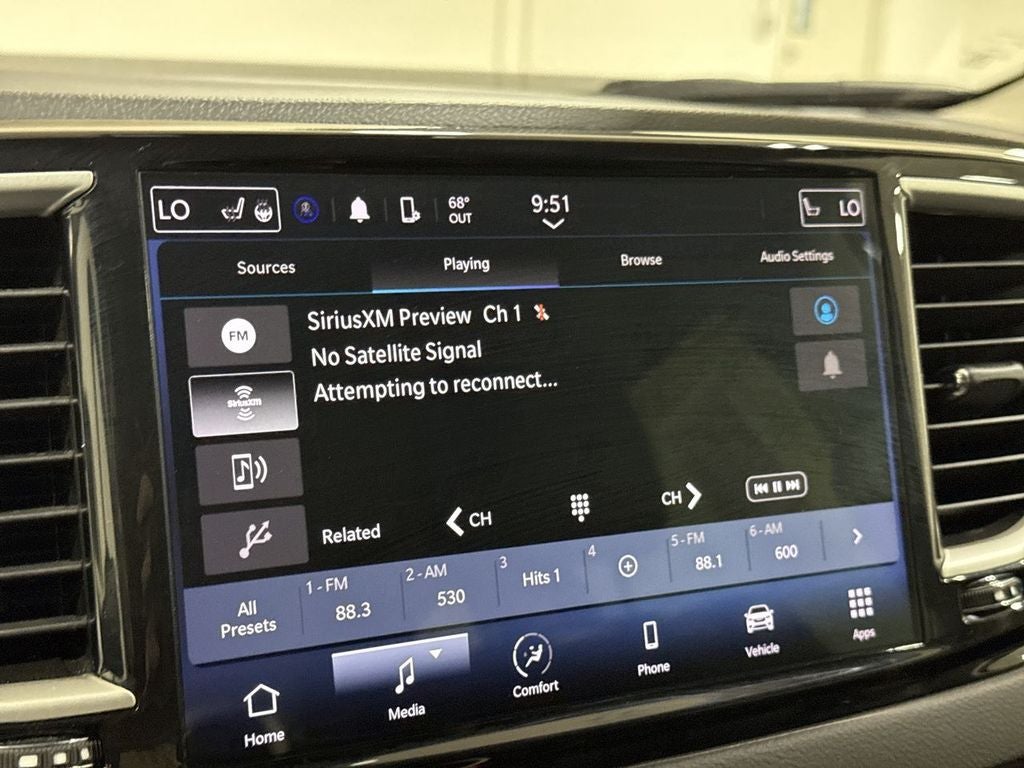 LO
68°
OUT
9:51
LO
Sources
Playing
Browse
Audio Settings
FM
SiriusXM Preview Ch 1
No Satellite Signal
Attempting to reconnect...
SiriusXM
Related
CH
CH
All
Presets
1-FM
88.3
2-AM
530
3
Hits 1
4
5-FM
88.1
6-AM
600
Home
Media
Comfort
Phone
Vehicle
Apps